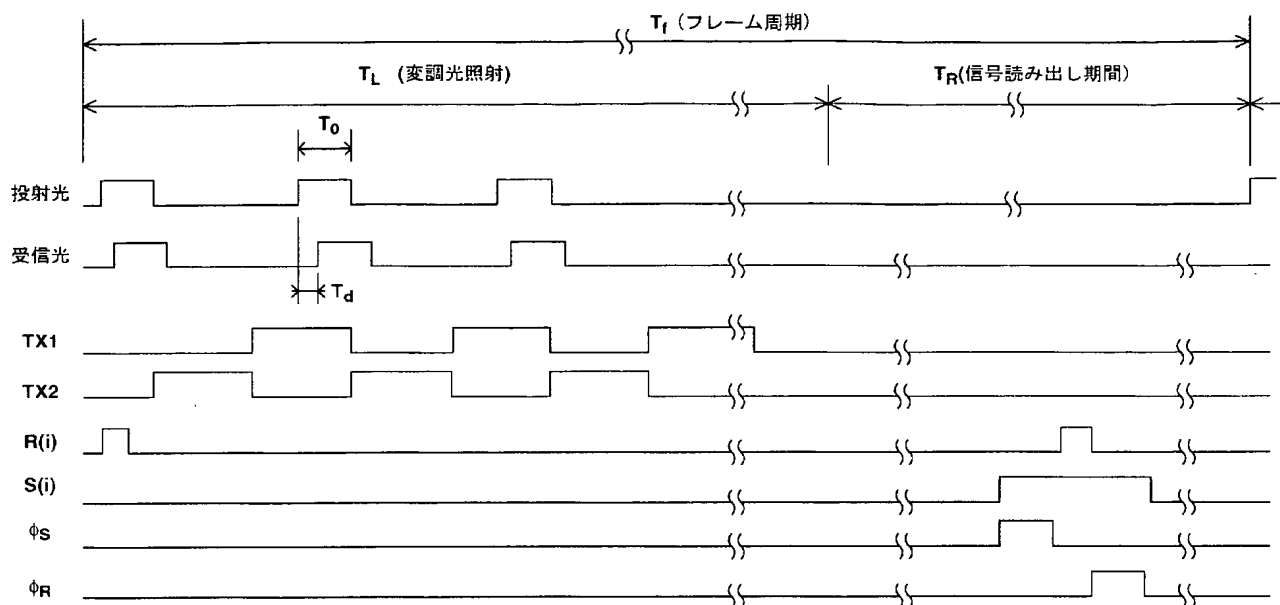 Tf (フレーム周期)
TL (変調光照射)
TR(信号読み出し期間)
T0
投射光
受信光
Td
TX1
TX2
R(i)
S(i)
ϕS
ϕR